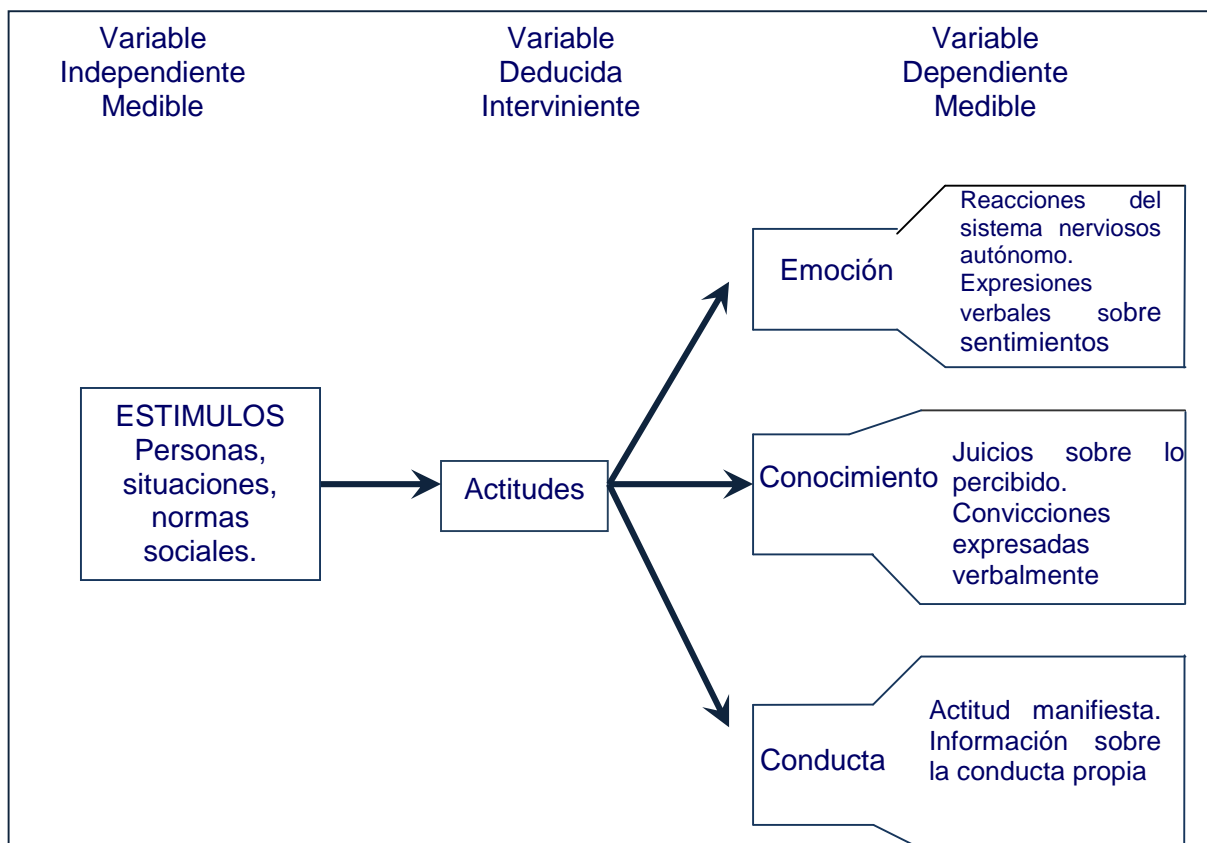 Variable
Independiente
Medible
Variable
Deducida
Interviniente
Variable
Dependiente
Medible
ESTIMULOS
Personas,
situaciones,
normas
sociales.
Actitudes
Emoción
Reacciones del
sistema nerviosos
autónomo.
Expresiones
verbales sobre
sentimientos
Conocimiento
Juicios sobre lo
percibido.
Convicciones
expresadas
verbalmente
Conducta
Actitud manifiesta.
Información sobre
la conducta propia